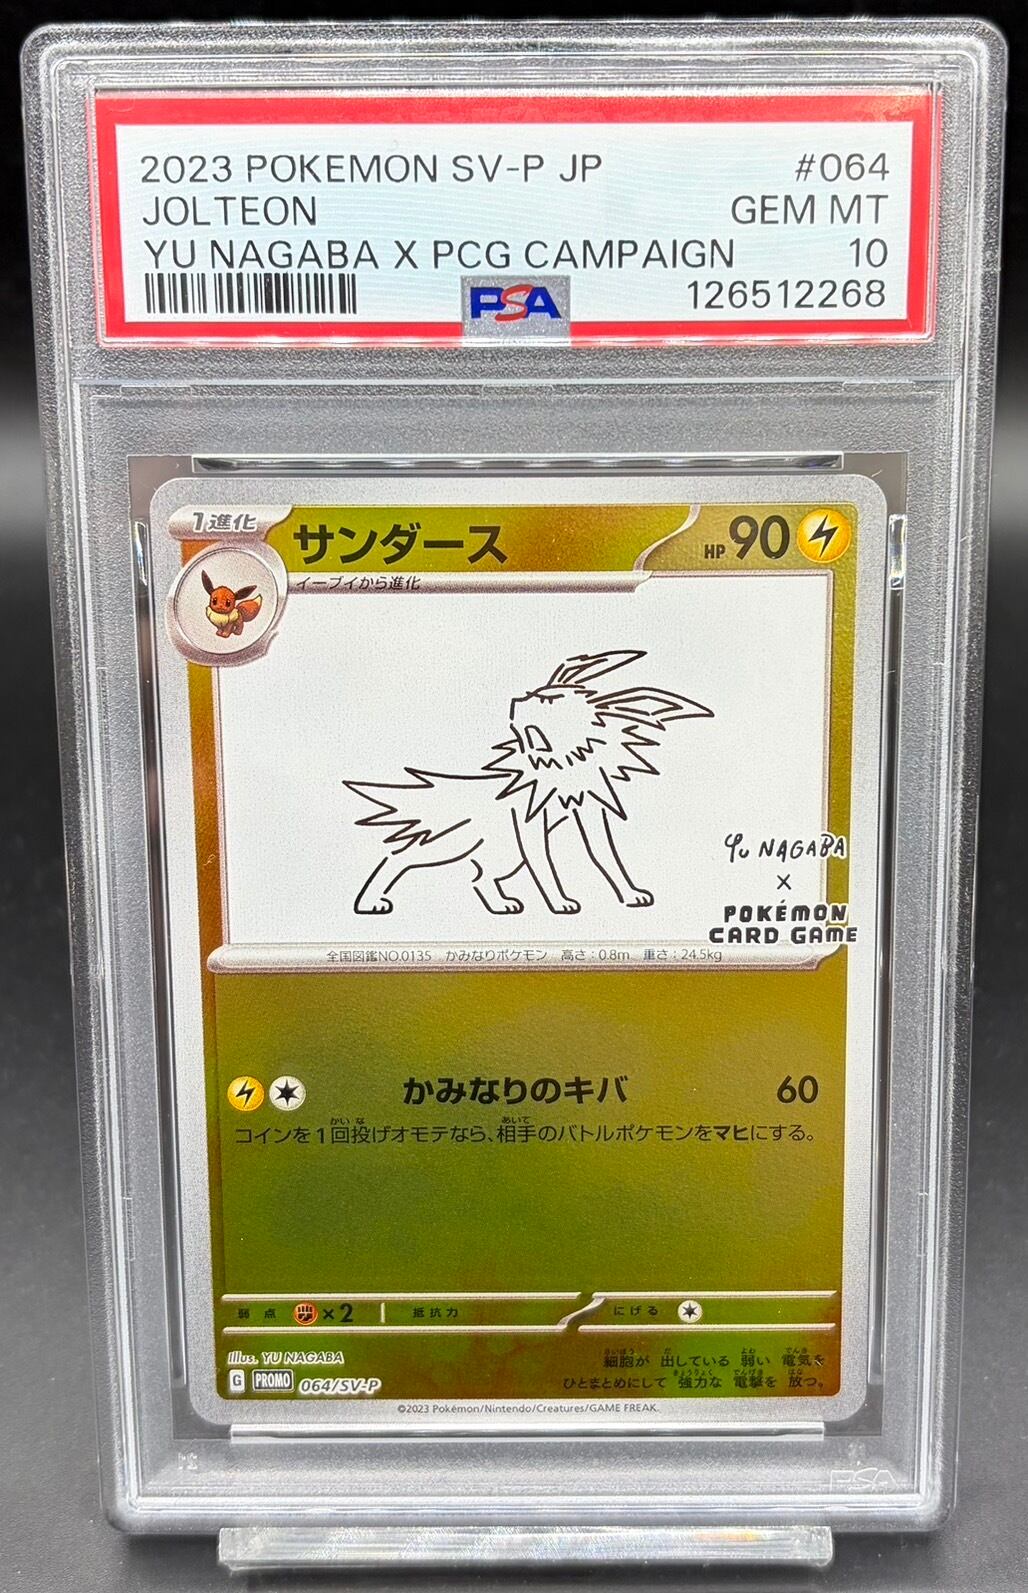 2023 POKEMON SV-P JP #064
JOLTEON GEM MT
YU NAGABA X PCG CAMPAIGN 10
PSA 126512268
1進化 サンダース HP 90
イーブイから進化
Yu NAGABA
×
POKÉMON
CARD GAME
全国図鑑NO.0135 かみなりポケモン 高さ:0.8m 重さ:24.5kg
かみなりのキバ 60
コインを1回投げオモテなら、相手のバトルポケモンをマヒにする。
弱点 ×2 抵抗力 にげる
Illus. YU NAGABA
細胞が 出している 弱い 電気を
ひとまとめにして 強力な 電撃を 放つ。
G PROMO 064/SV-P
©2023 Pokémon/Nintendo/Creatures/GAME FREAK.
PSA